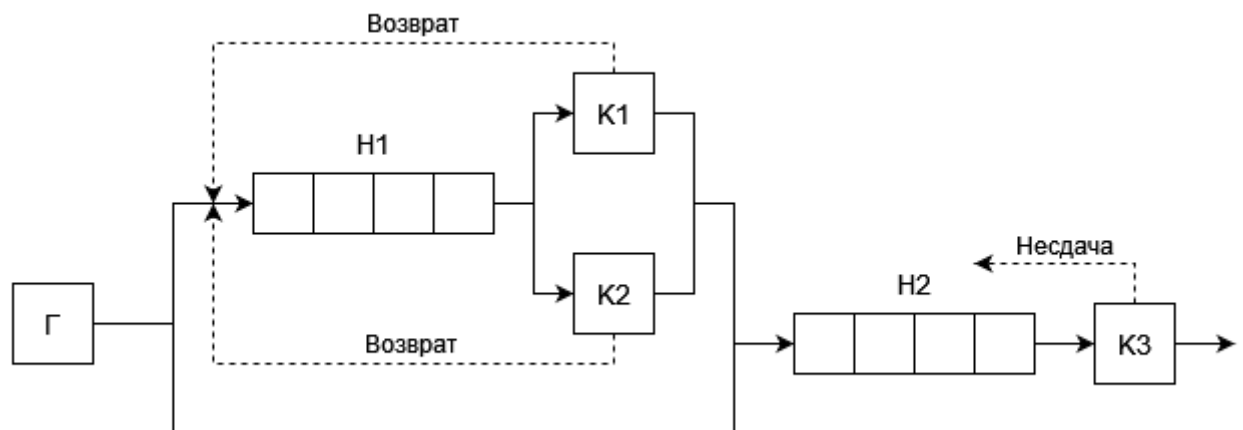 Возврат
К1
Н1
Несдача
К2
Н2
Г
Возврат
К3